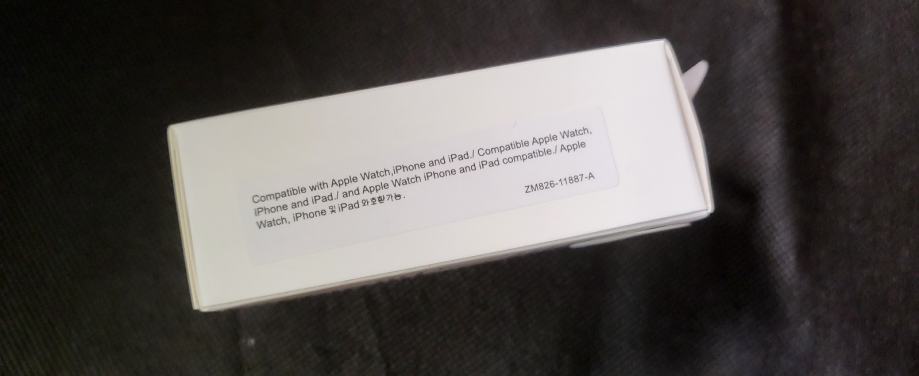 Compatible with Apple Watch,iPhone and iPad./ Compatible Apple Watch,
iPhone and iPad./ and Apple Watch iPhone and iPad compatible./ Apple
Watch, iPhone 및 iPad 와호환가능.
ZM826-11887-A